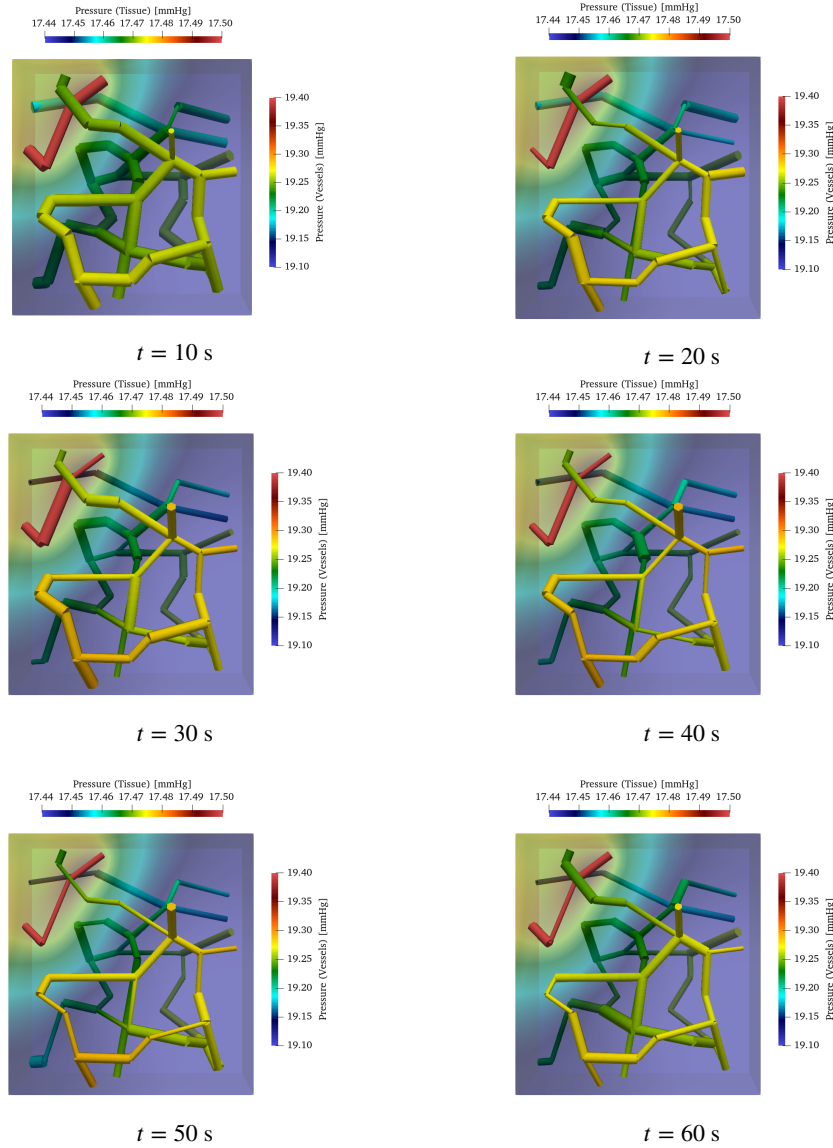 Pressure (Tissue) [mmHg]
17.44 17.45 17.46 17.47 17.48 17.49 17.50
19.40
19.35
19.30
19.25
19.20
19.15
19.10
Pressure (Vessels) [mmHg]
t = 10 s
Pressure (Tissue) [mmHg]
17.44 17.45 17.46 17.47 17.48 17.49 17.50
19.40
19.35
19.30
19.25
19.20
19.15
19.10
Pressure (Vessels) [mmHg]
t = 20 s
Pressure (Tissue) [mmHg]
17.44 17.45 17.46 17.47 17.48 17.49 17.50
19.40
19.35
19.30
19.25
19.20
19.15
19.10
Pressure (Vessels) [mmHg]
t = 30 s
Pressure (Tissue) [mmHg]
17.44 17.45 17.46 17.47 17.48 17.49 17.50
19.40
19.35
19.30
19.25
19.20
19.15
19.10
Pressure (Vessels) [mmHg]
t = 40 s
Pressure (Tissue) [mmHg]
17.44 17.45 17.46 17.47 17.48 17.49 17.50
19.40
19.35
19.30
19.25
19.20
19.15
19.10
Pressure (Vessels) [mmHg]
t = 50 s
Pressure (Tissue) [mmHg]
17.44 17.45 17.46 17.47 17.48 17.49 17.50
19.40
19.35
19.30
19.25
19.20
19.15
19.10
Pressure (Vessels) [mmHg]
t = 60 s